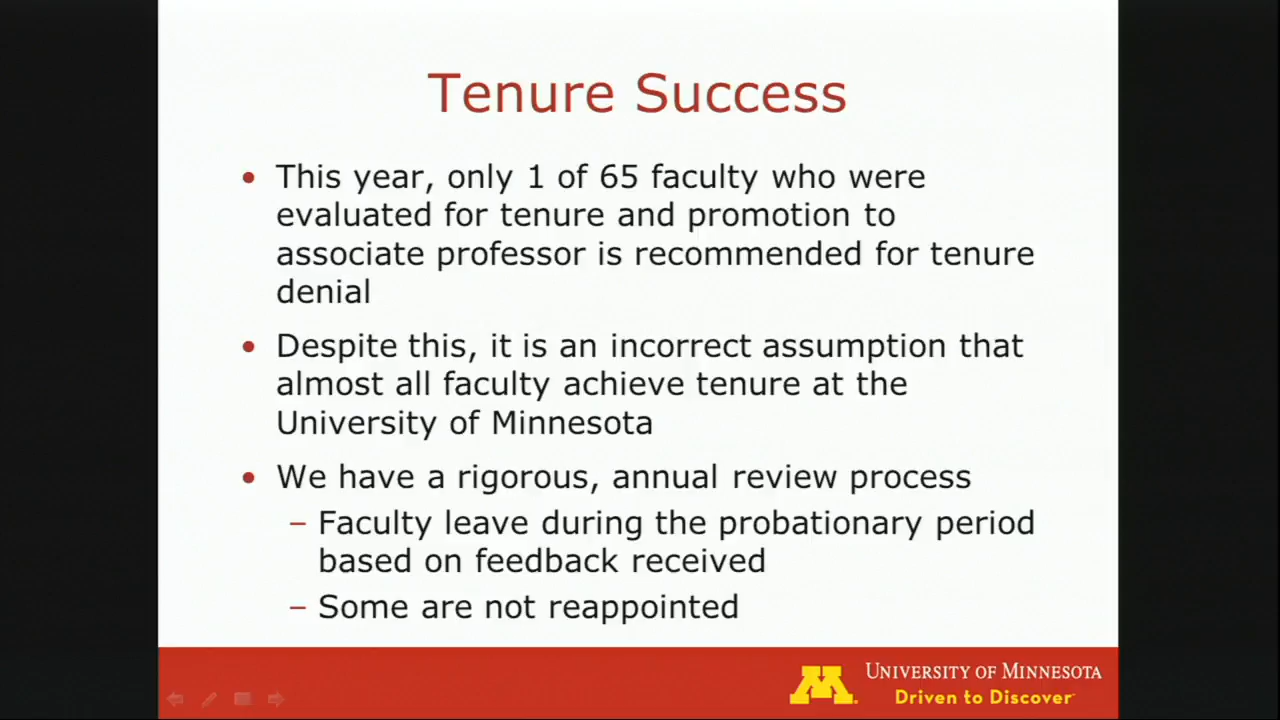 Tenure Success
• This year, only 1 of 65 faculty who were
evaluated for tenure and promotion to
associate professor is recommended for tenure
denial
• Despite this, it is an incorrect assumption that
almost all faculty achieve tenure at the
University of Minnesota
• We have a rigorous, annual review process
– Faculty leave during the probationary period
based on feedback received
– Some are not reappointed
M
UNIVERSITY OF MINNESOTA
Driven to Discover